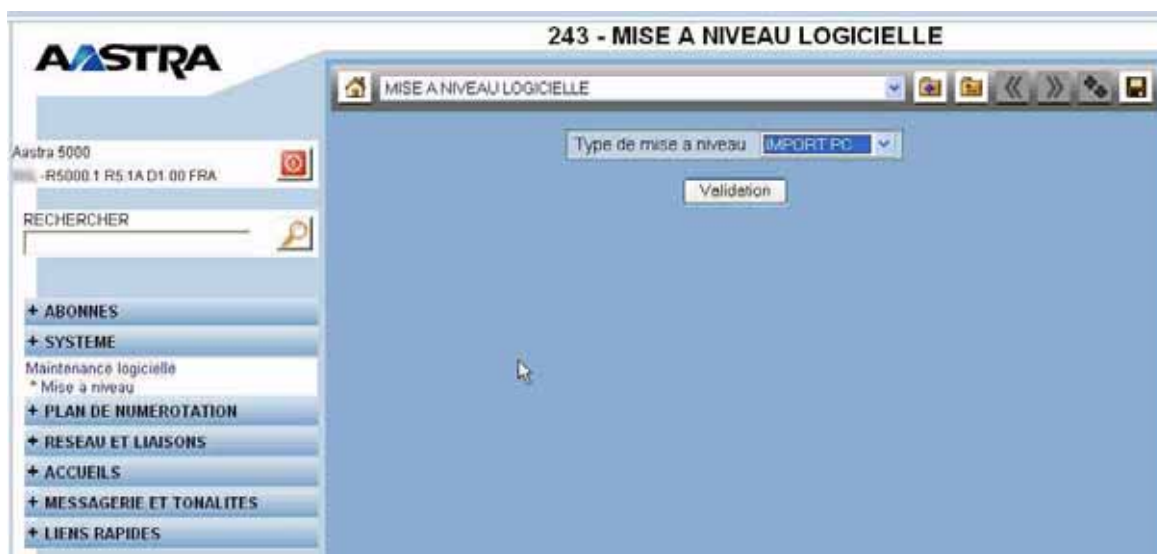 243 - MISE A NIVEAU LOGICIELLE
AASTRA
MISE A NIVEAU LOGICIELLE
Type de mise a niveau IMPORT PC
Validation
Aastra 5000
-R5000.1 R5.1A D1.00 FRA
RECHERCHER
+ ABONNES
+ SYSTEME
Maintenance logicielle
* Mise a niveau
+ PLAN DE NUMEROTATION
+ RESEAU ET LIAISONS
+ ACCUEILS
+ MESSAGERIE ET TONALITES
+ LIENS RAPIDES